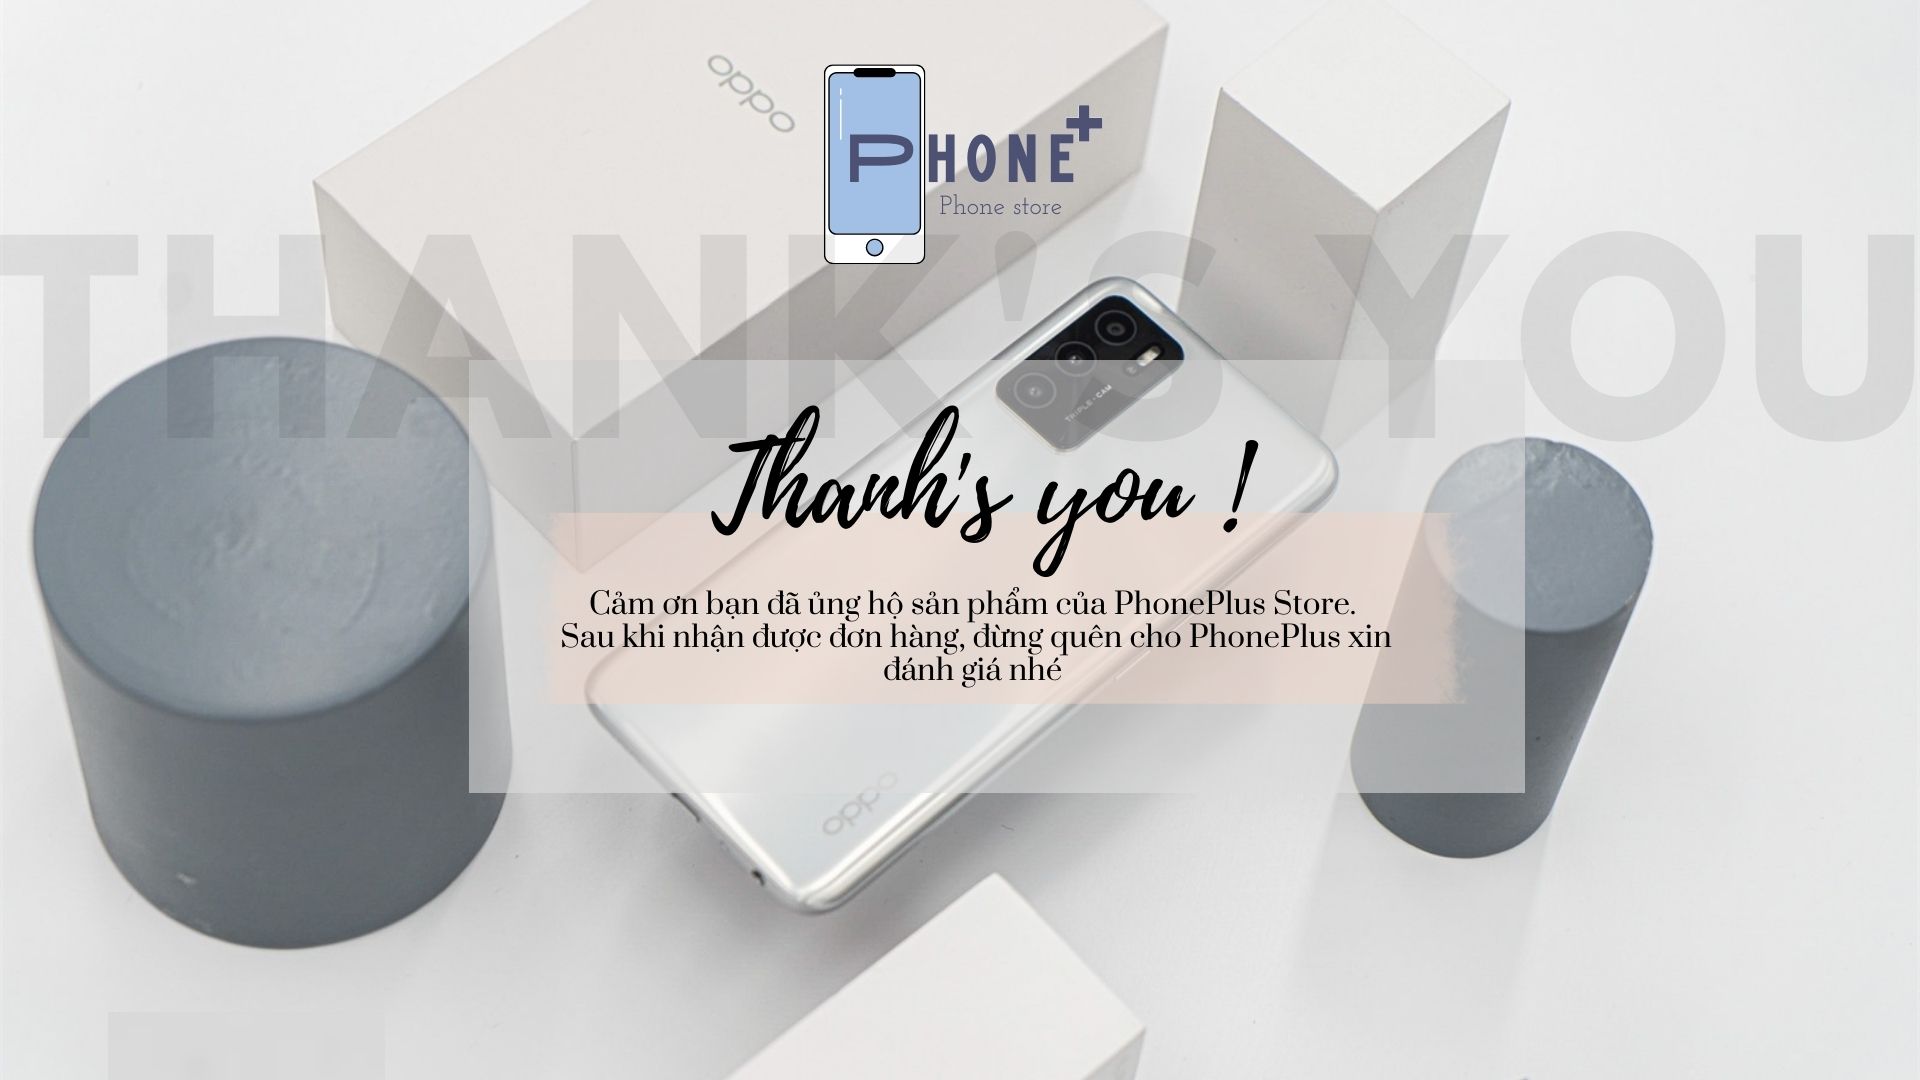 oppo
PHONE+
Phone store
THANK'S YOU
TRIPLE-CAM
Thanh's you !
Cảm ơn bạn đã ủng hộ sản phẩm của PhonePlus Store.
Sau khi nhận được đơn hàng, đừng quên cho PhonePlus xin
đánh giá nhé
oppo